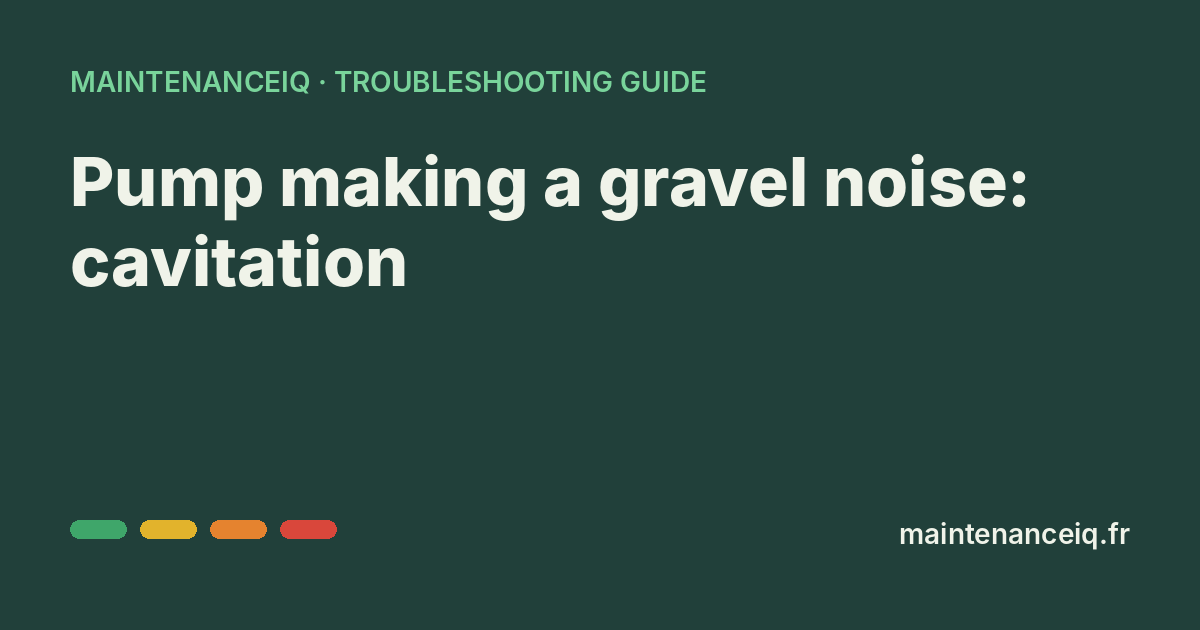 MAINTENANCEIQ · TROUBLESHOOTING GUIDE
Pump making a gravel noise:
cavitation
maintenanceiq.fr